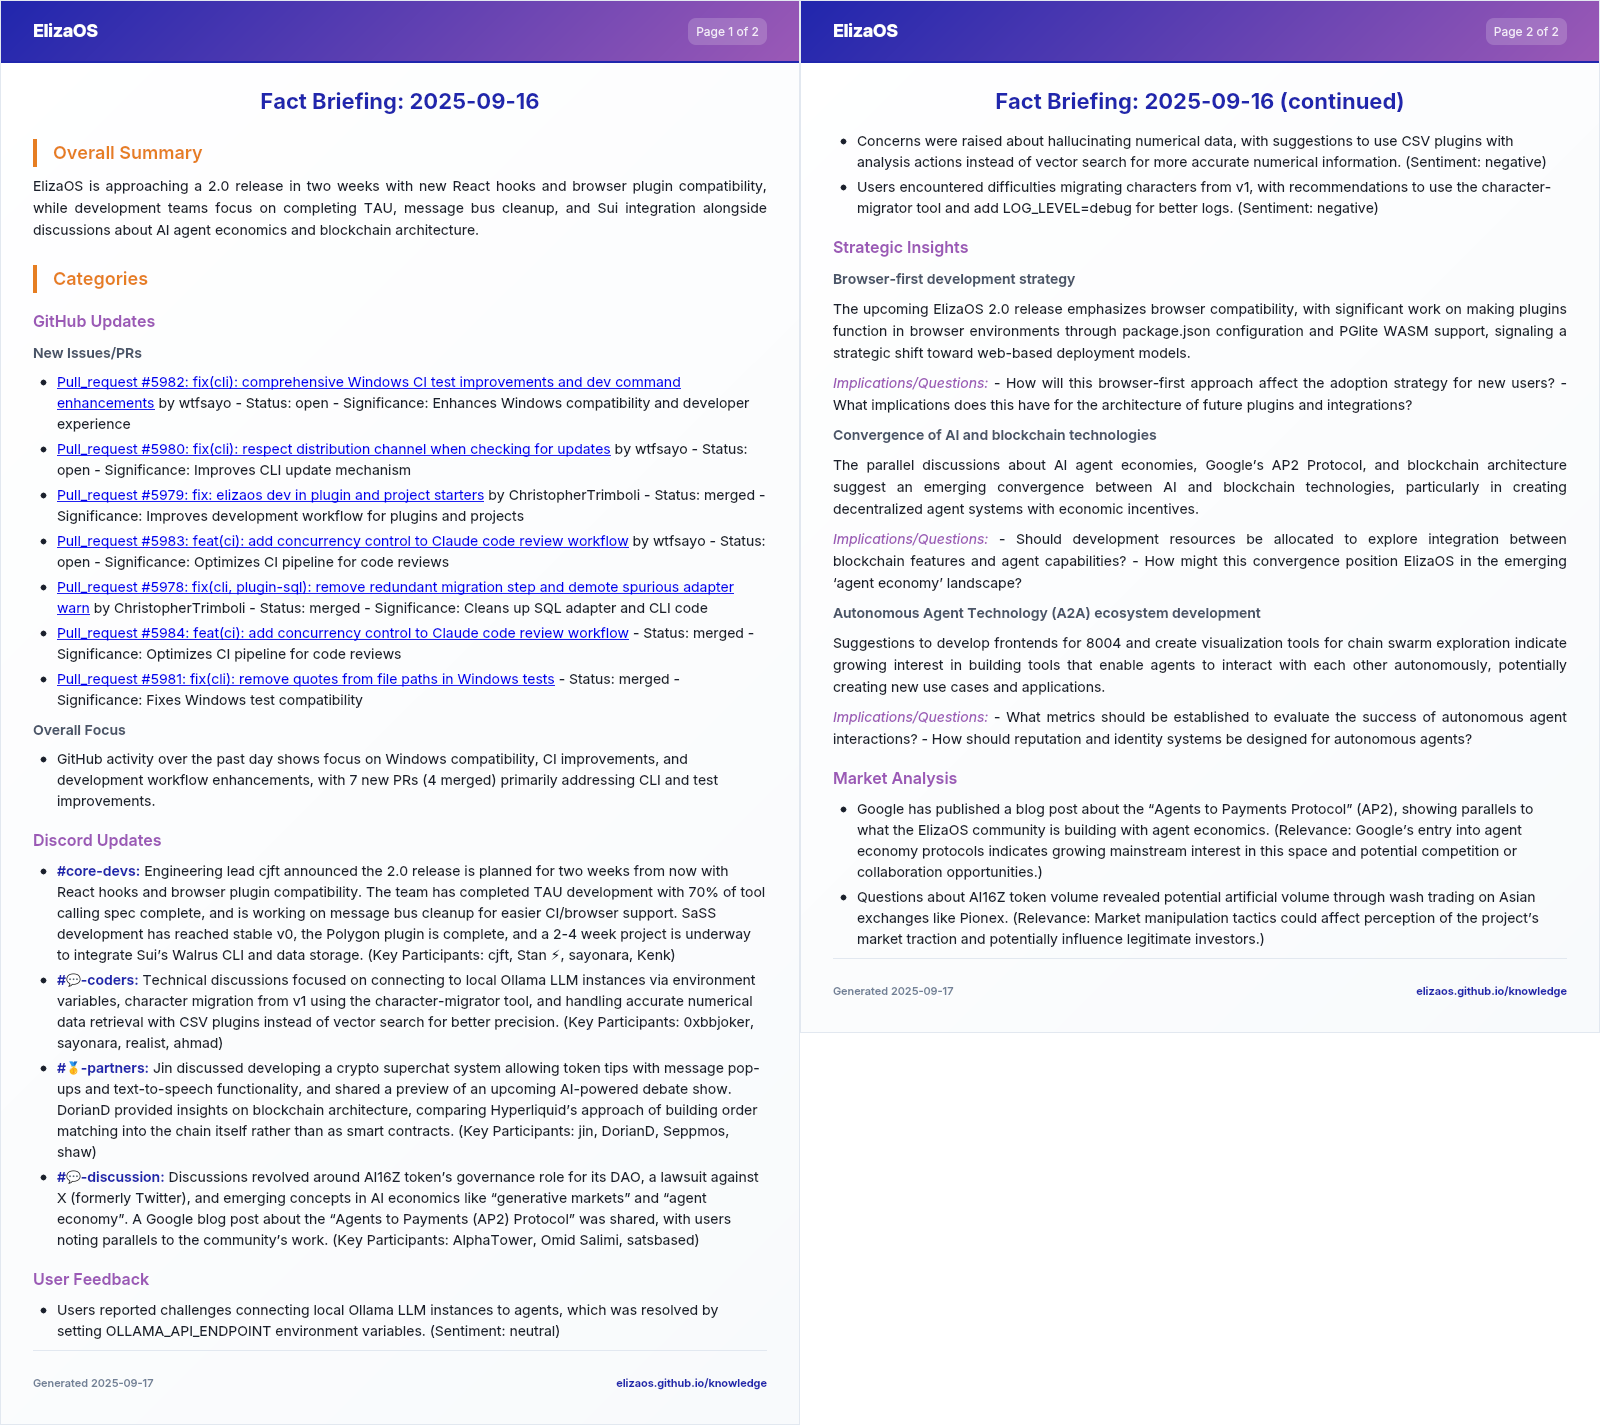 ElizaOS
Page 1 of 2
Fact Briefing: 2025-09-16
Overall Summary
ElizaOS is approaching a 2.0 release in two weeks with new React hooks and browser plugin compatibility,
while development teams focus on completing TAU, message bus cleanup, and Sui integration alongside
discussions about AI agent economics and blockchain architecture.
Categories
GitHub Updates
New Issues/PRs
• Pull_request #5982: fix(cli): comprehensive Windows CI test improvements and dev command
enhancements by wtfsayo - Status: open - Significance: Enhances Windows compatibility and developer
experience
• Pull_request #5980: fix(cli): respect distribution channel when checking for updates by wtfsayo - Status:
open - Significance: Improves CLI update mechanism
• Pull_request #5979: fix: elizaos dev in plugin and project starters by ChristopherTrimboli - Status: merged -
Significance: Improves development workflow for plugins and projects
• Pull_request #5983: feat(ci): add concurrency control to Claude code review workflow by wtfsayo - Status:
open - Significance: Optimizes CI pipeline for code reviews
• Pull_request #5978: fix(cli, plugin-sql): remove redundant migration step and demote spurious adapter
warn by ChristopherTrimboli - Status: merged - Significance: Cleans up SQL adapter and CLI code
• Pull_request #5984: feat(ci): add concurrency control to Claude code review workflow - Status: merged -
Significance: Optimizes CI pipeline for code reviews
• Pull_request #5981: fix(cli): remove quotes from file paths in Windows tests - Status: merged -
Significance: Fixes Windows test compatibility
Overall Focus
• GitHub activity over the past day shows focus on Windows compatibility, CI improvements, and
development workflow enhancements, with 7 new PRs (4 merged) primarily addressing CLI and test
improvements.
Discord Updates
• #core-devs: Engineering lead cjft announced the 2.0 release is planned for two weeks from now with
React hooks and browser plugin compatibility. The team has completed TAU development with 70% of tool
calling spec complete, and is working on message bus cleanup for easier CI/browser support. SaSS
development has reached stable v0, the Polygon plugin is complete, and a 2-4 week project is underway
to integrate Sui’s Walrus CLI and data storage. (Key Participants: cjft, Stan ⚡, sayonara, Kenk)
• #💬-coders: Technical discussions focused on connecting to local Ollama LLM instances via environment
variables, character migration from v1 using the character-migrator tool, and handling accurate numerical
data retrieval with CSV plugins instead of vector search for better precision. (Key Participants: 0xbbjoker,
sayonara, realist, ahmad)
• #🥇-partners: Jin discussed developing a crypto superchat system allowing token tips with message pop-
ups and text-to-speech functionality, and shared a preview of an upcoming AI-powered debate show.
DorianD provided insights on blockchain architecture, comparing Hyperliquid’s approach of building order
matching into the chain itself rather than as smart contracts. (Key Participants: jin, DorianD, Seppmos,
shaw)
• #💬-discussion: Discussions revolved around AI16Z token’s governance role for its DAO, a lawsuit against
X (formerly Twitter), and emerging concepts in AI economics like “generative markets” and “agent
economy”. A Google blog post about the “Agents to Payments (AP2) Protocol” was shared, with users
noting parallels to the community’s work. (Key Participants: AlphaTower, Omid Salimi, satsbased)
User Feedback
• Users reported challenges connecting local Ollama LLM instances to agents, which was resolved by
setting OLLAMA_API_ENDPOINT environment variables. (Sentiment: neutral)
Generated 2025-09-17
elizaos.github.io/knowledge
ElizaOS
Page 2 of 2
Fact Briefing: 2025-09-16 (continued)
• Concerns were raised about hallucinating numerical data, with suggestions to use CSV plugins with
analysis actions instead of vector search for more accurate numerical information. (Sentiment: negative)
• Users encountered difficulties migrating characters from v1, with recommendations to use the character-
migrator tool and add LOG_LEVEL=debug for better logs. (Sentiment: negative)
Strategic Insights
Browser-first development strategy
The upcoming ElizaOS 2.0 release emphasizes browser compatibility, with significant work on making plugins
function in browser environments through package.json configuration and PGlite WASM support, signaling a
strategic shift toward web-based deployment models.
Implications/Questions: - How will this browser-first approach affect the adoption strategy for new users? -
What implications does this have for the architecture of future plugins and integrations?
Convergence of AI and blockchain technologies
The parallel discussions about AI agent economies, Google’s AP2 Protocol, and blockchain architecture
suggest an emerging convergence between AI and blockchain technologies, particularly in creating
decentralized agent systems with economic incentives.
Implications/Questions: - Should development resources be allocated to explore integration between
blockchain features and agent capabilities? - How might this convergence position ElizaOS in the emerging
‘agent economy’ landscape?
Autonomous Agent Technology (A2A) ecosystem development
Suggestions to develop frontends for 8004 and create visualization tools for chain swarm exploration indicate
growing interest in building tools that enable agents to interact with each other autonomously, potentially
creating new use cases and applications.
Implications/Questions: - What metrics should be established to evaluate the success of autonomous agent
interactions? - How should reputation and identity systems be designed for autonomous agents?
Market Analysis
• Google has published a blog post about the “Agents to Payments Protocol” (AP2), showing parallels to
what the ElizaOS community is building with agent economics. (Relevance: Google’s entry into agent
economy protocols indicates growing mainstream interest in this space and potential competition or
collaboration opportunities.)
• Questions about AI16Z token volume revealed potential artificial volume through wash trading on Asian
exchanges like Pionex. (Relevance: Market manipulation tactics could affect perception of the project’s
market traction and potentially influence legitimate investors.)
Generated 2025-09-17
elizaos.github.io/knowledge